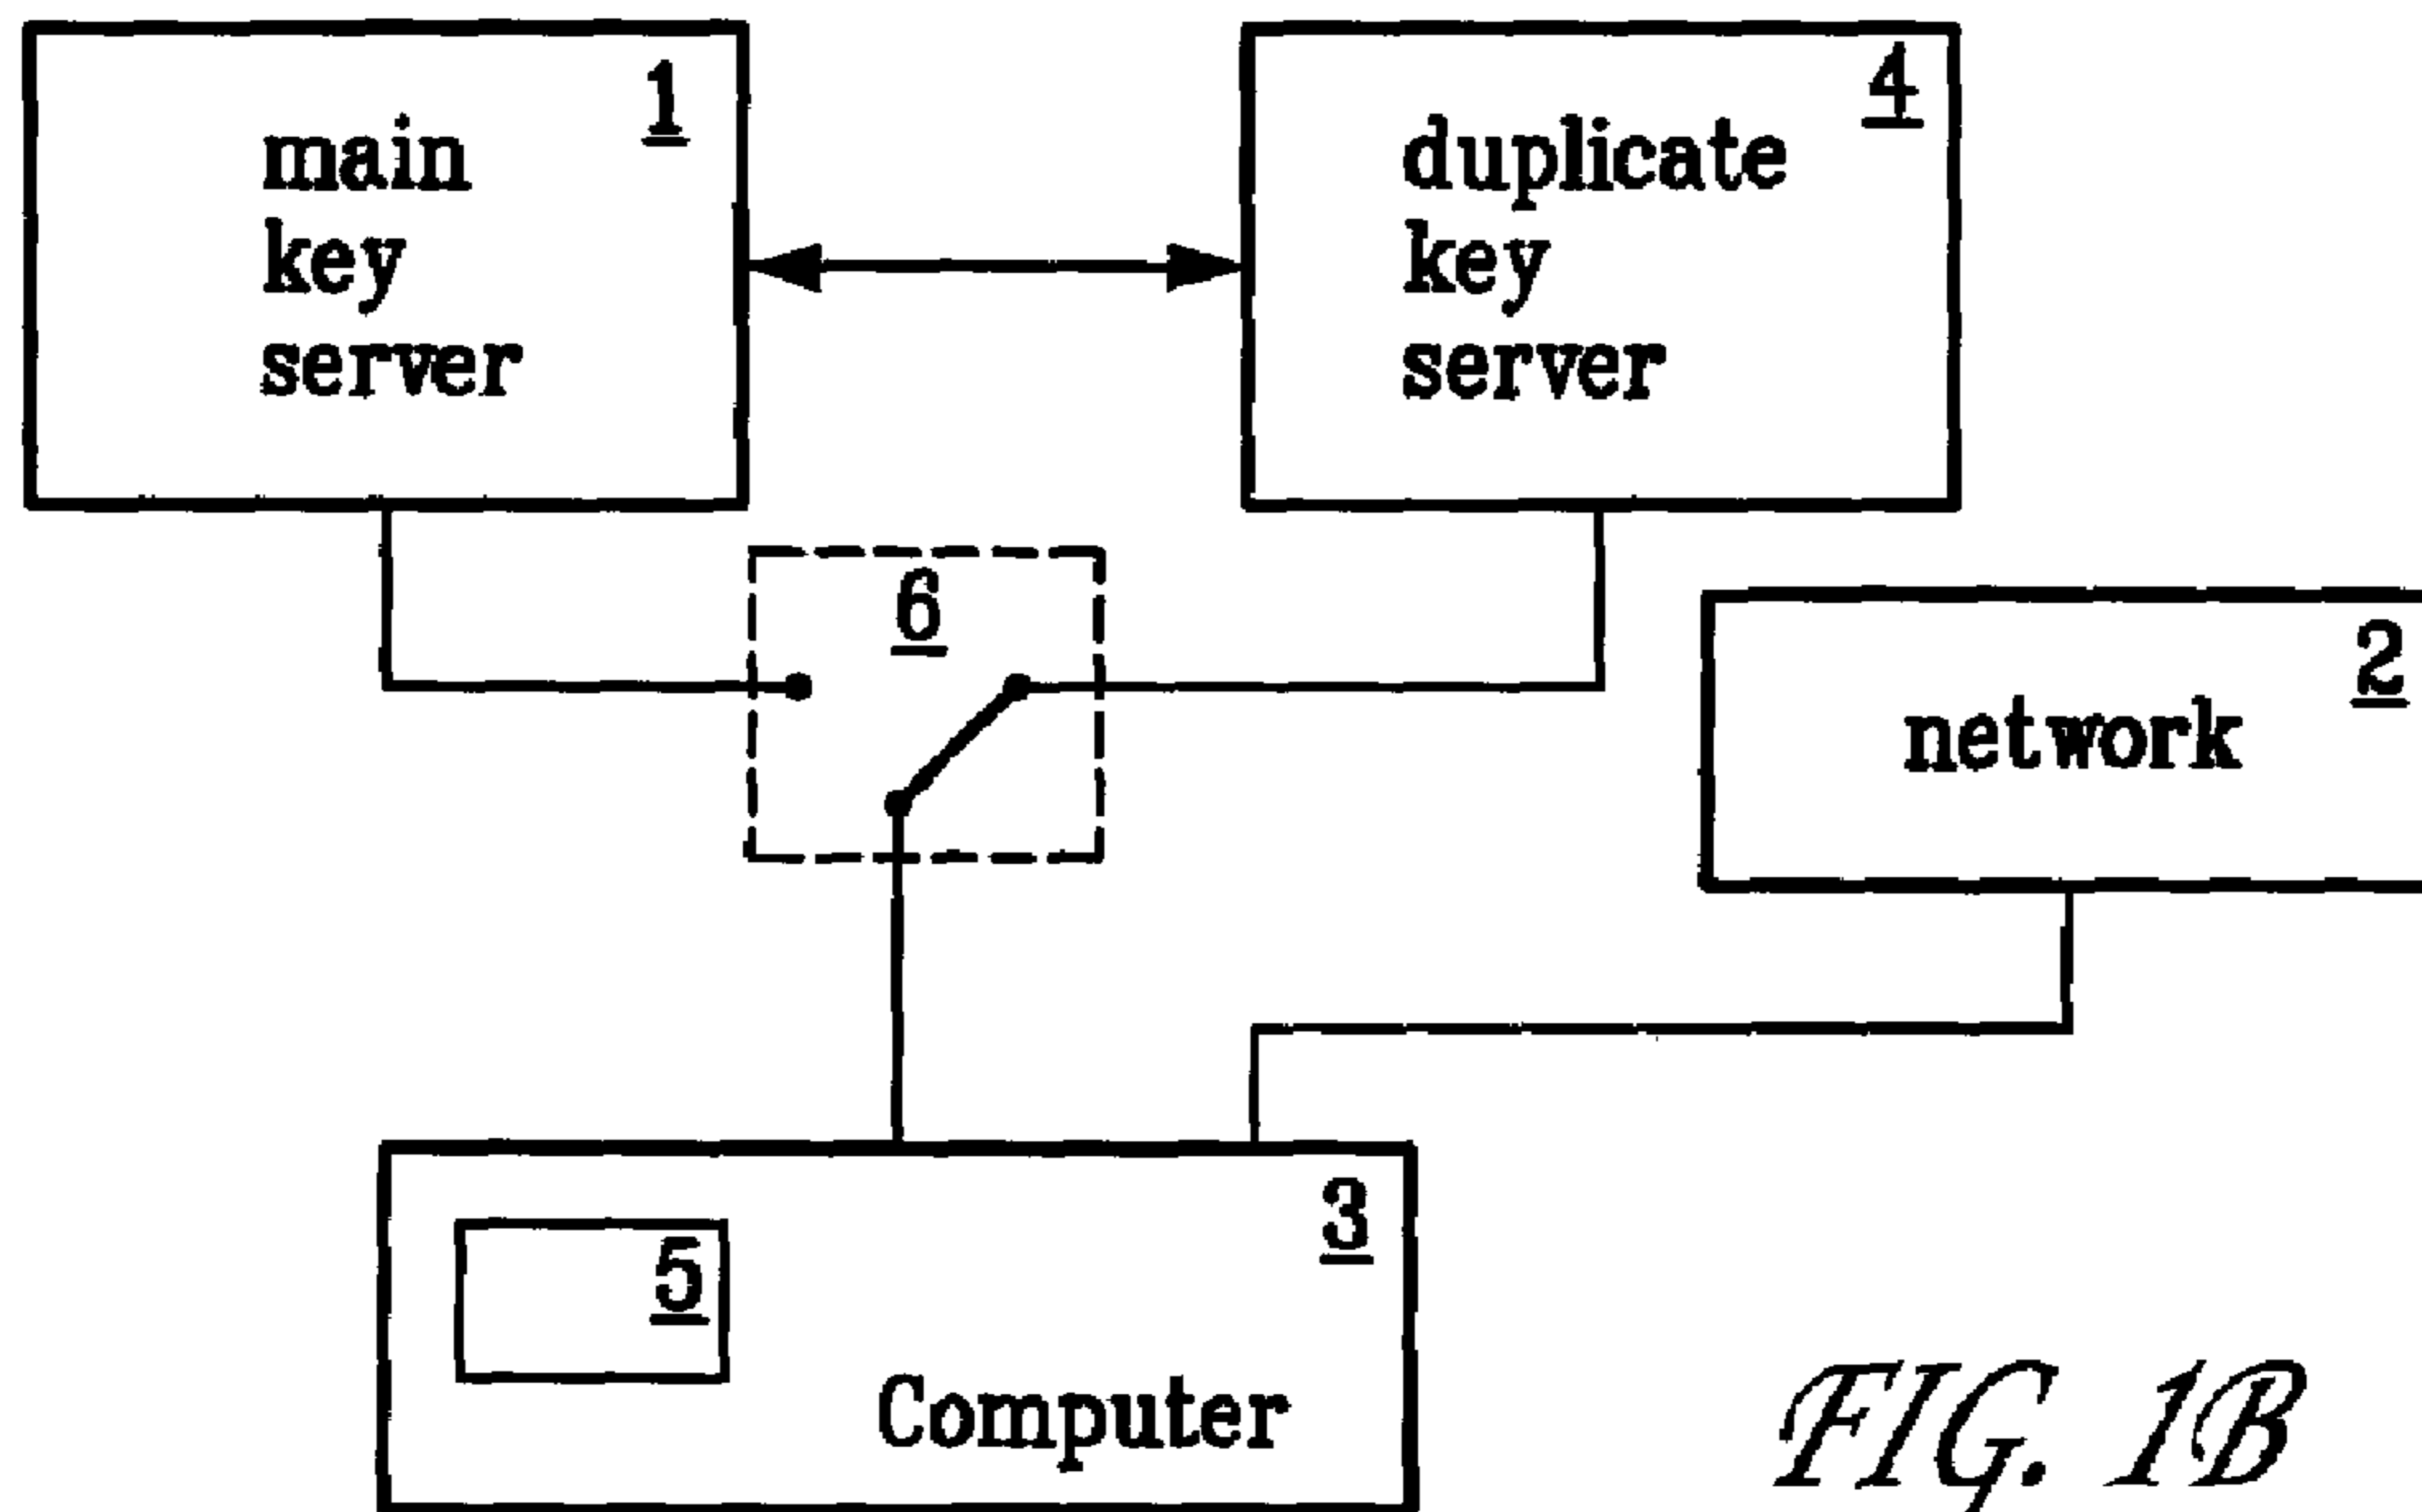 1
main
key
server
4
duplicate
key
server
6
2
network
3
5
Computer
FIG. 1B